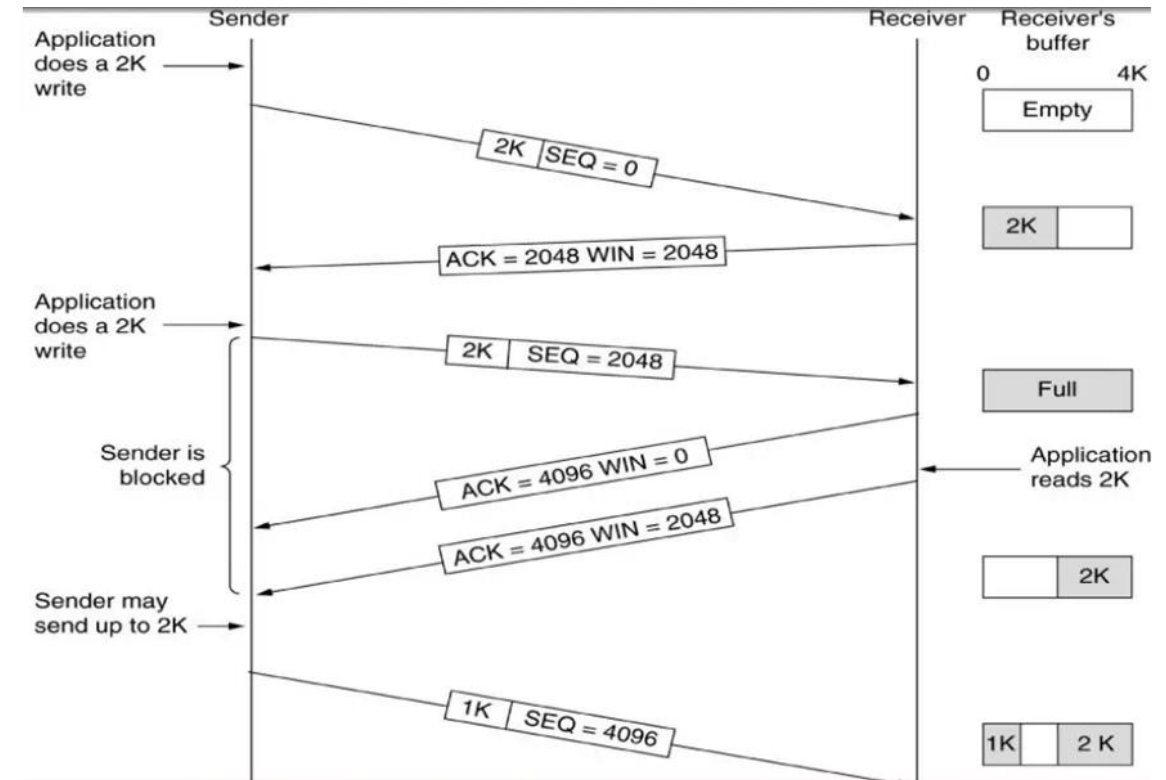 Sender
Receiver
Receiver's
buffer
Application
does a 2K
write
0
4K
Empty
2K
SEQ = 0
2K
ACK = 2048 WIN = 2048
Application
does a 2K
write
2K
SEQ = 2048
Full
Sender is
blocked
ACK = 4096 WIN = 0
Application
reads 2K
ACK = 4096 WIN = 2048
2K
Sender may
send up to 2K
1K
SEQ = 4096
1K
2 K